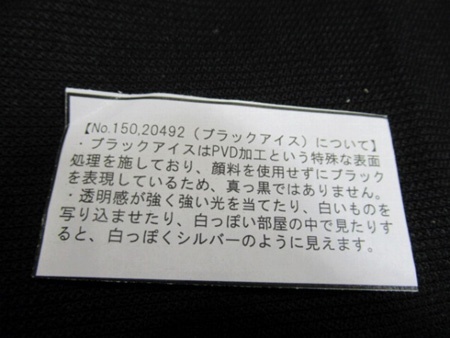 【No.150,20492（ブラックアイス）について】
・ブラックアイスはPVD加工という特殊な表面
処理を施しており、顔料を使用せずにブラック
を表現しているため、真っ黒ではありません。
・透明感が強く強い光を当てたり、白いものを
写り込ませたり、白っぽい部屋の中で見たりす
ると、白っぽくシルバーのように見えます。